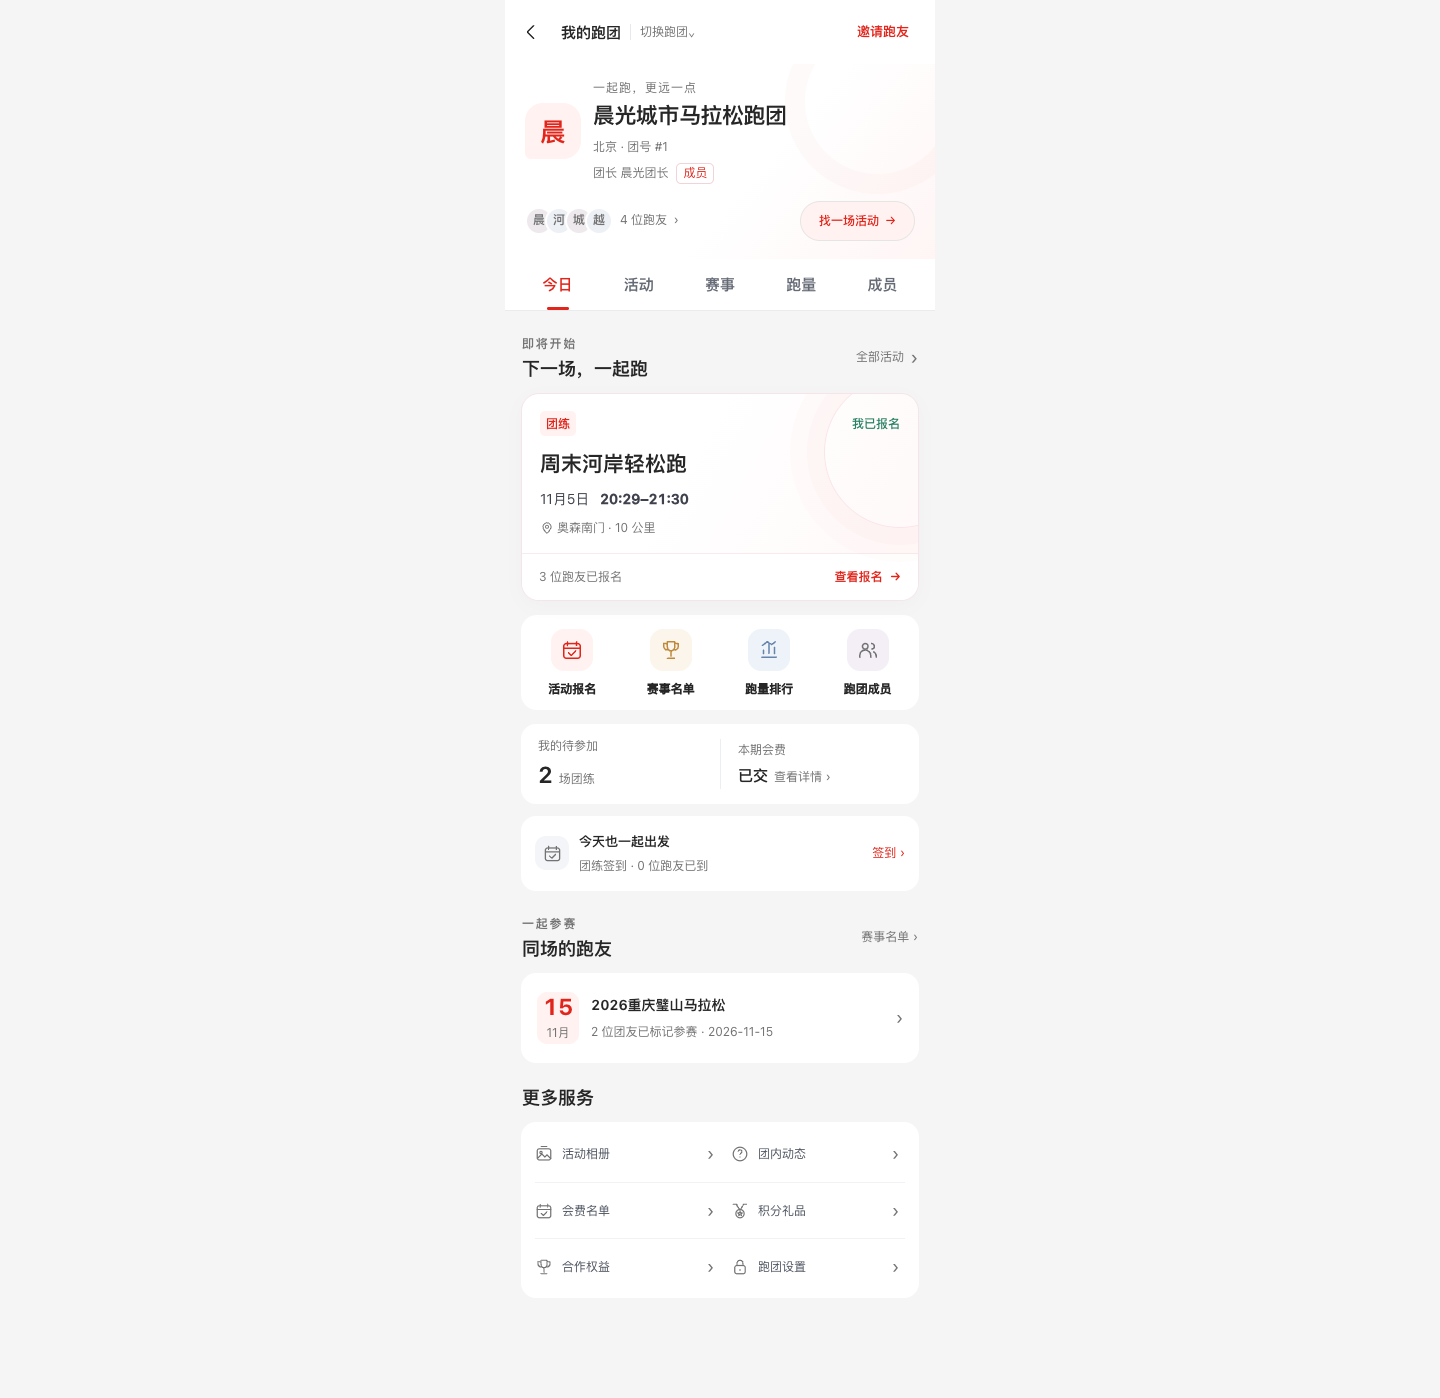 我的跑团 切换跑团 邀请跑友
一起跑，更远一点
晨
晨光城市马拉松跑团
北京 · 团号 #1
团长 晨光团长 成员
晨 河 城 越 4 位跑友 ›
找一场活动 →
今日 活动 赛事 跑量 成员
即将开始
下一场，一起跑
全部活动 ›
团练 我已报名
周末河岸轻松跑
11月5日 20:29–21:30
奥森南门 · 10 公里
3 位跑友已报名 查看报名 →
活动报名 赛事名单 跑量排行 跑团成员
我的待参加
2 场团练
本期会费
已交 查看详情 ›
今天也一起出发
团练签到 · 0 位跑友已到
签到 ›
一起参赛
同场的跑友
赛事名单 ›
15
11月
2026重庆璧山马拉松
2 位团友已标记参赛 · 2026-11-15
更多服务
活动相册 › 团内动态 ›
会费名单 › 积分礼品 ›
合作权益 › 跑团设置 ›